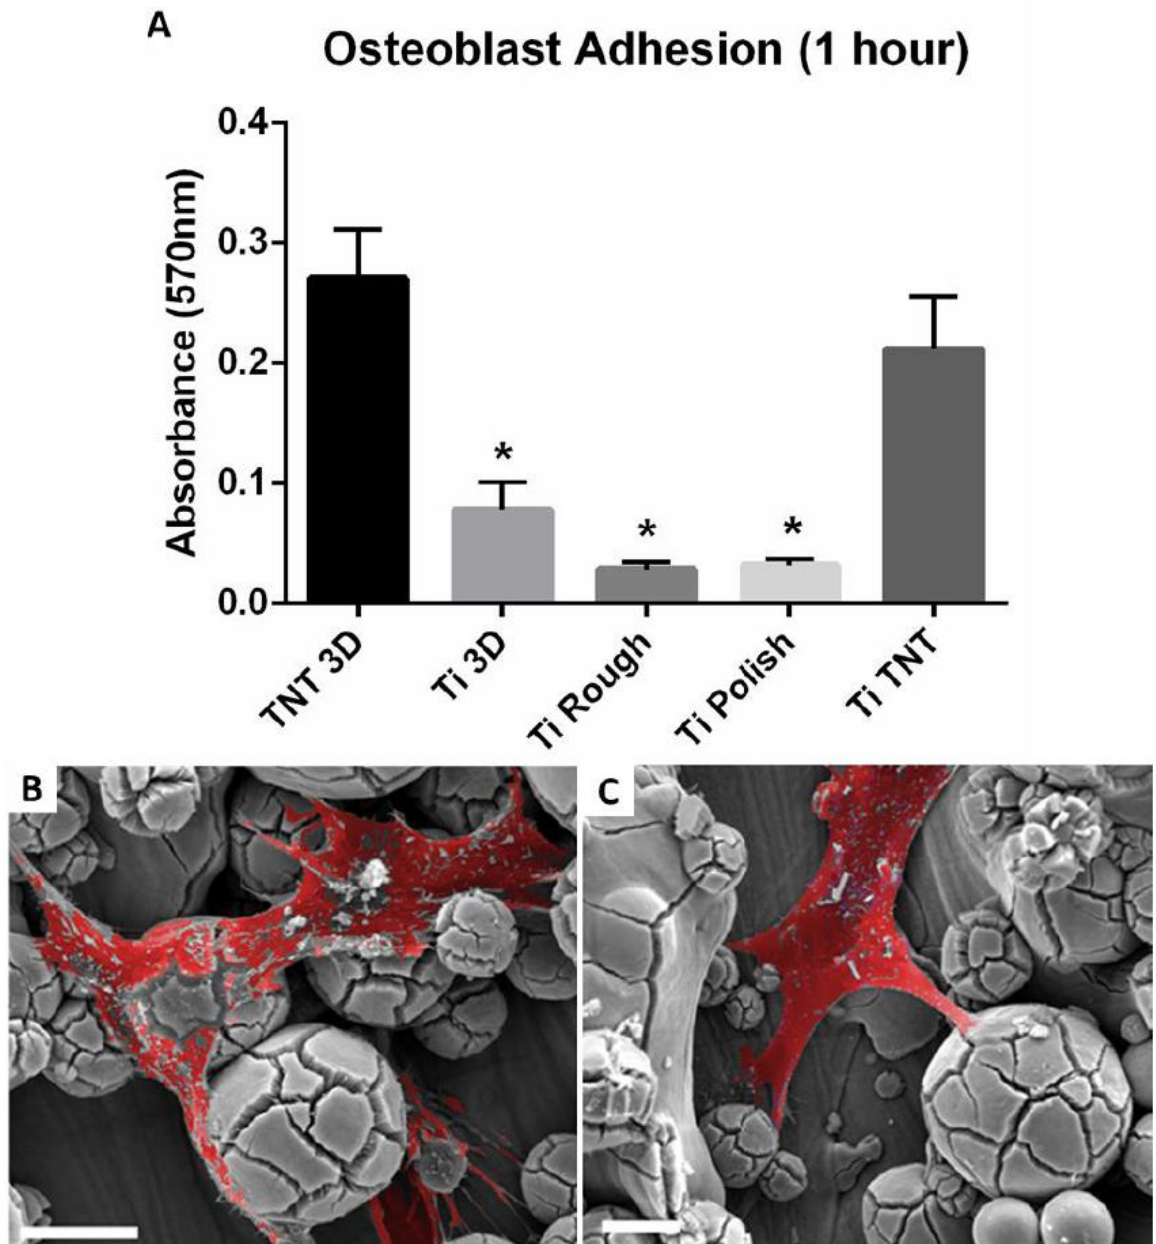 A
Osteoblast Adhesion (1 hour)
Absorbance (570nm)
0.4
0.3
0.2
0.1
0.0
*
*
*
TNT 3D
Ti 3D
Ti Rough
Ti Polish
Ti TNT
B
C